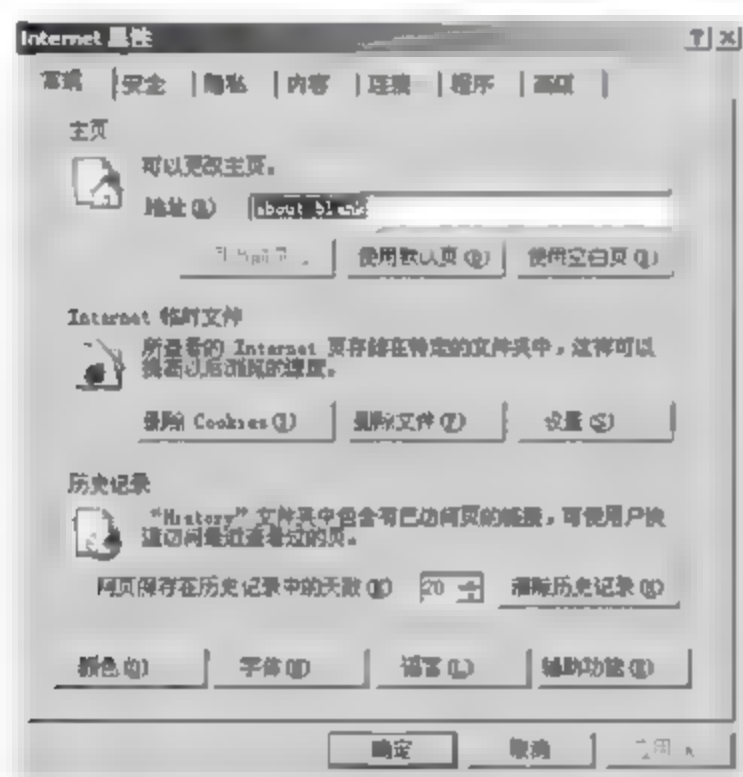 Internet 属性
常规 安全 隐私 内容 连接 程序 高级
主页
可以更改主页。
地址(R) about:blank
使用默认页(D) 使用空白页(B)
Internet 临时文件
所查看的 Internet 页存储在特定的文件夹中，这样可以
提高以后浏览的速度。
删除 Cookies(I) 删除文件(F) 设置(S)
历史记录
“History”文件夹中包含有已访问页的链接，可使用户快
速访问最近查看过的页。
网页保存在历史记录中的天数(K) 20 清除历史记录(H)
颜色(O) 字体(N) 语言(L) 辅助功能(E)
确定 取消